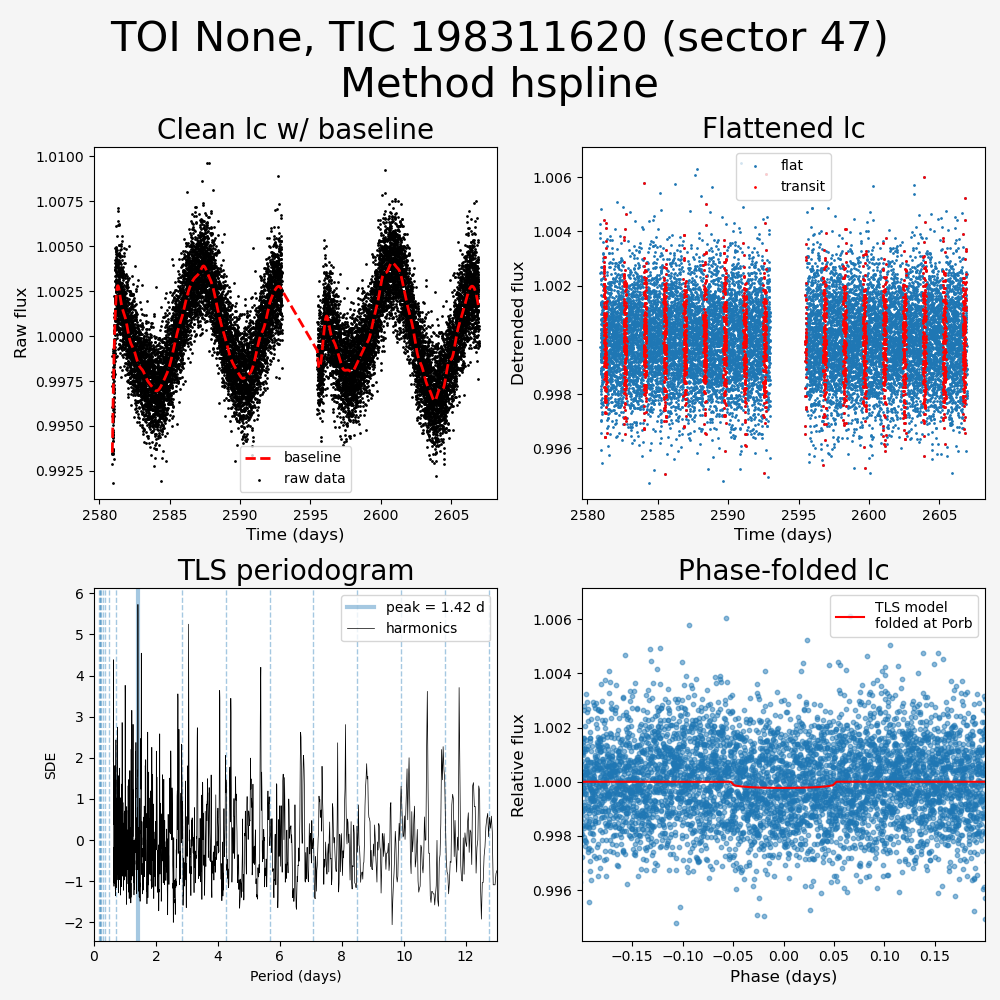 TOI None, TIC 198311620 (sector 47)
Method hspline
Clean lc w/ baseline
Raw flux
1.0100
1.0075
1.0050
1.0025
1.0000
0.9975
0.9950
0.9925
baseline
raw data
2580 2585 2590 2595 2600 2605
Time (days)
Flattened lc
Detrended flux
1.006
1.004
1.002
1.000
0.998
0.996
flat
transit
2580 2585 2590 2595 2600 2605
Time (days)
TLS periodogram
SDE
6
5
4
3
2
1
0
−1
−2
peak = 1.42 d
harmonics
0 2 4 6 8 10 12
Period (days)
Phase-folded lc
Relative flux
1.006
1.004
1.002
1.000
0.998
0.996
TLS model
folded at Porb
−0.15 −0.10 −0.05 0.00 0.05 0.10 0.15
Phase (days)